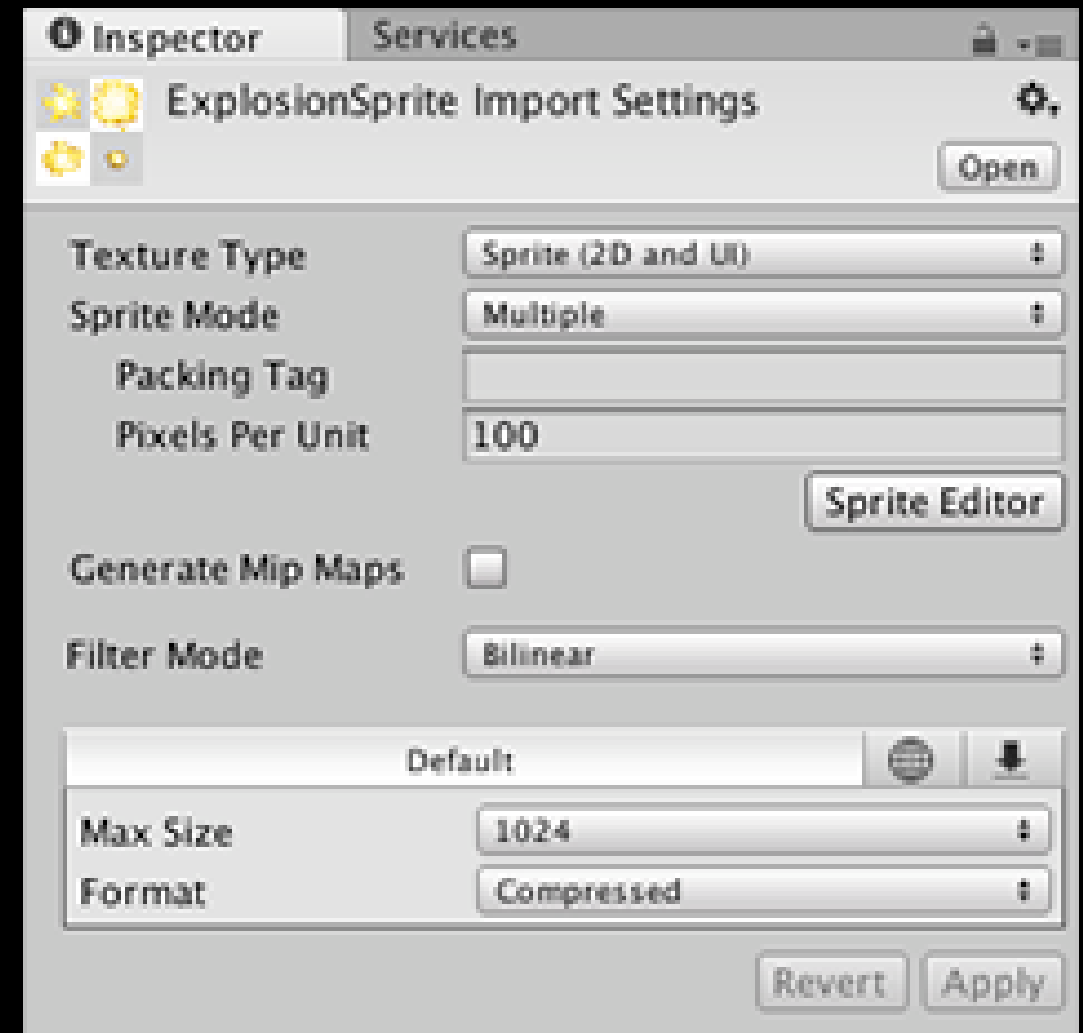 Inspector
Services
ExplosionSprite Import Settings
Open
Texture Type
Sprite (2D and UI)
Sprite Mode
Multiple
Packing Tag
Pixels Per Unit
100
Sprite Editor
Generate Mip Maps
Filter Mode
Bilinear
Default
Max Size
1024
Format
Compressed
Revert
Apply